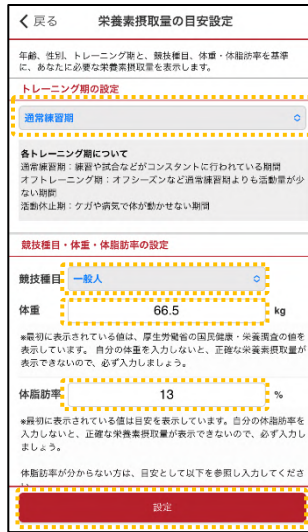 戻る 栄養素摂取量の目安設定
年齢、性別、トレーニング期と、競技種目、体重・体脂肪率を基準
に、あなたに必要な栄養素摂取量を表示します。
トレーニング期の設定
通常練習期
各トレーニング期について
通常練習期：練習や試合などがコンスタントに行われている期間
オフトレーニング期：オフシーズンなど通常練習期よりも活動量が少
ない期間
活動休止期：ケガや病気で体が動かせない期間
競技種目・体重・体脂肪率の設定
競技種目 一般人
体重 66.5 kg
*最初に表示されている値は、厚生労働省の国民健康・栄養調査の値を
表示しています。 自分の体重を入力しないと、正確な栄養素摂取量が
表示できないので、必ず入力しましょう。
体脂肪率 13 %
*最初に表示されている値は目安を表示しています。自分の体脂肪率を
入力しないと、正確な栄養素摂取量が表示できないので、必ず入力し
ましょう。
体脂肪率が分からない方は、目安として以下を参照し入力してくださ
設定